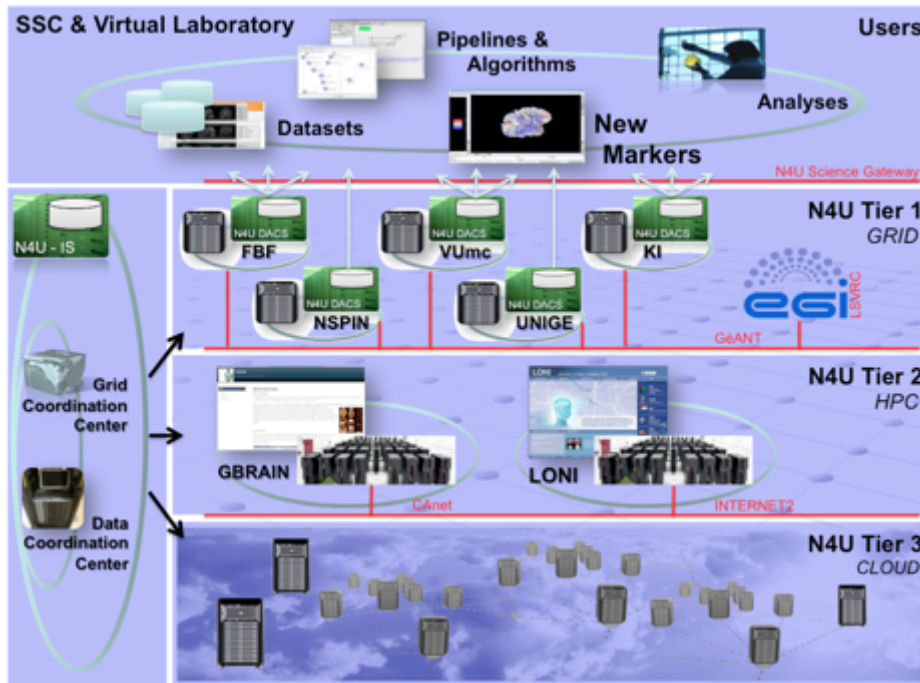 SSC & Virtual Laboratory
Users
Pipelines &
Algorithms
Analyses
Datasets
New
Markers
N4U Science Gateway
N4U - IS
Grid
Coordination
Center
Data
Coordination
Center
N4U Tier 1
GRID
N4U DACS
FBF
N4U DACS
VUmc
N4U DACS
KI
N4U DACS
NSPIN
N4U DACS
UNIGE
egi
LSVRC
GéANT
N4U Tier 2
HPC
GBRAIN
LONI
LONI
CAnet
INTERNET2
N4U Tier 3
CLOUD